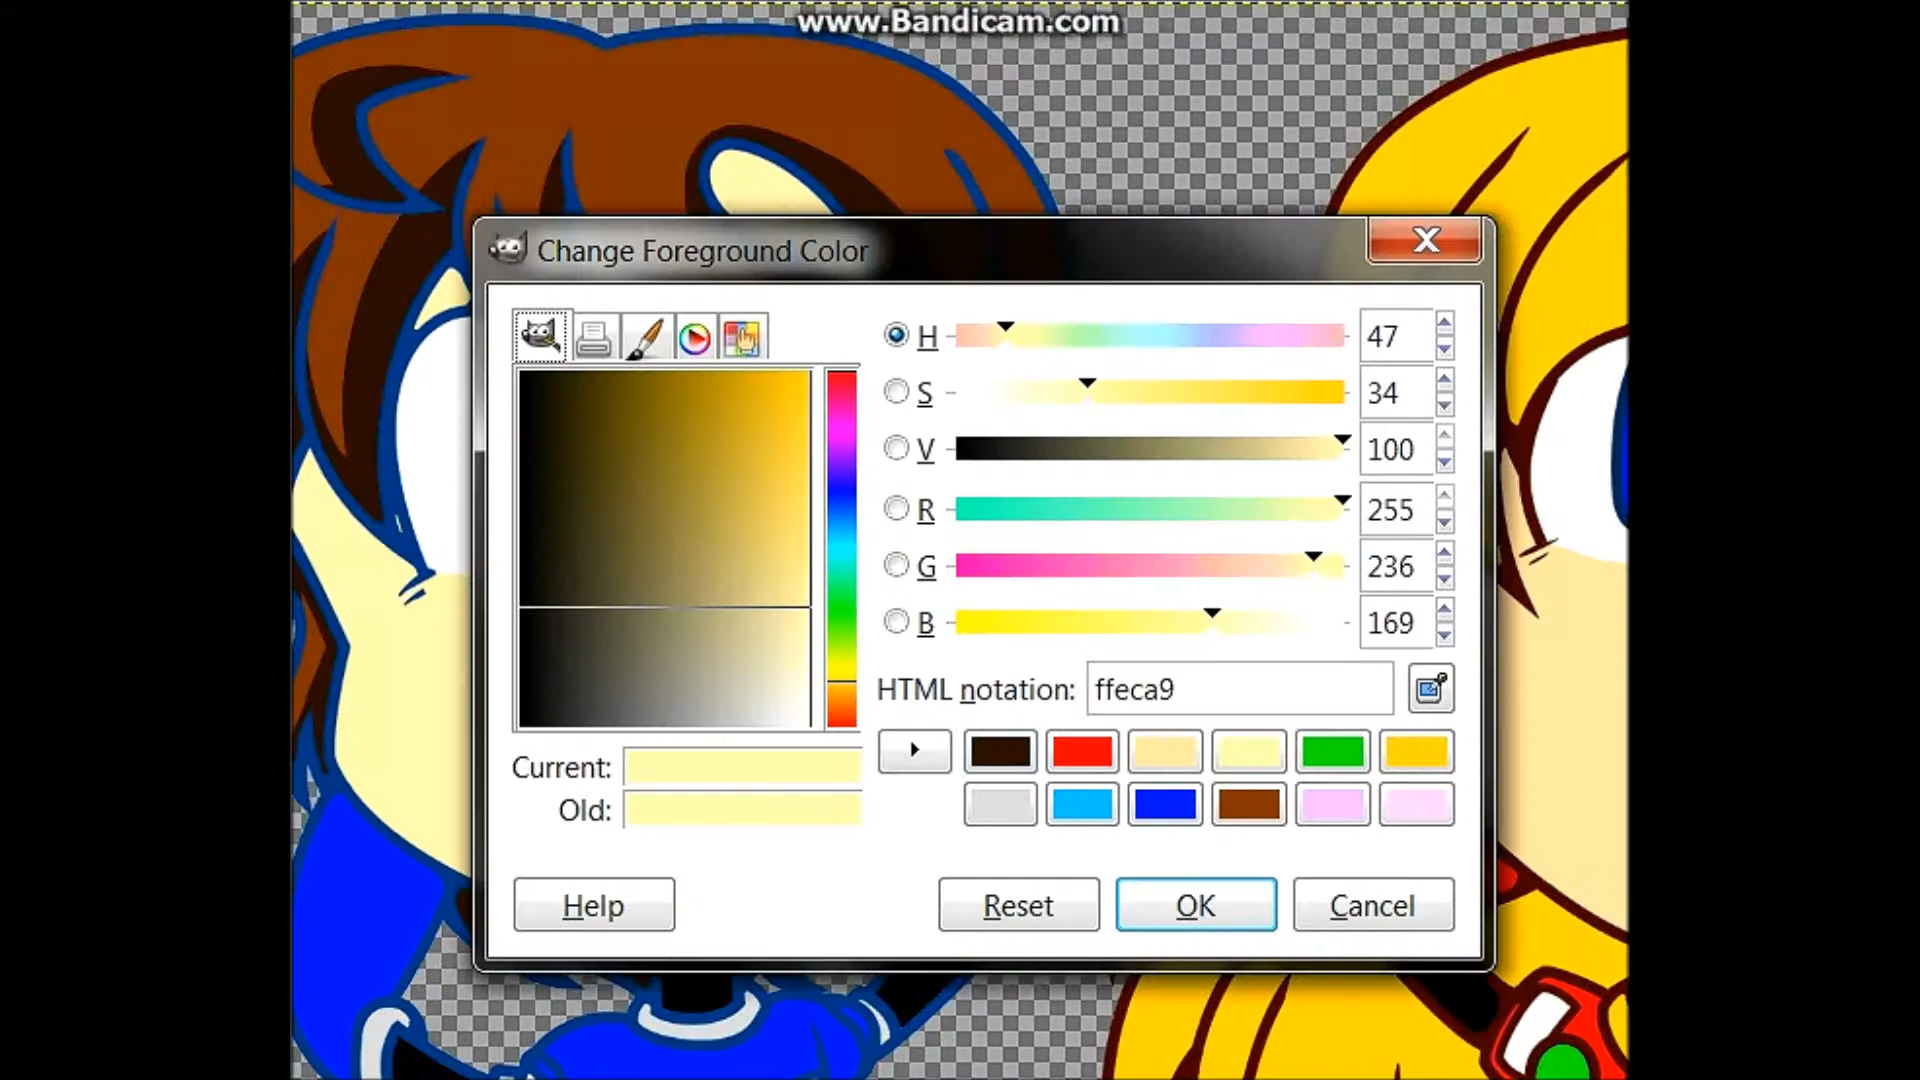 www.Bandicam.com
Change Foreground Color
H 47
S 34
V 100
R 255
G 236
B 169
HTML notation: ffeca9
Current:
Old:
Help Reset OK Cancel